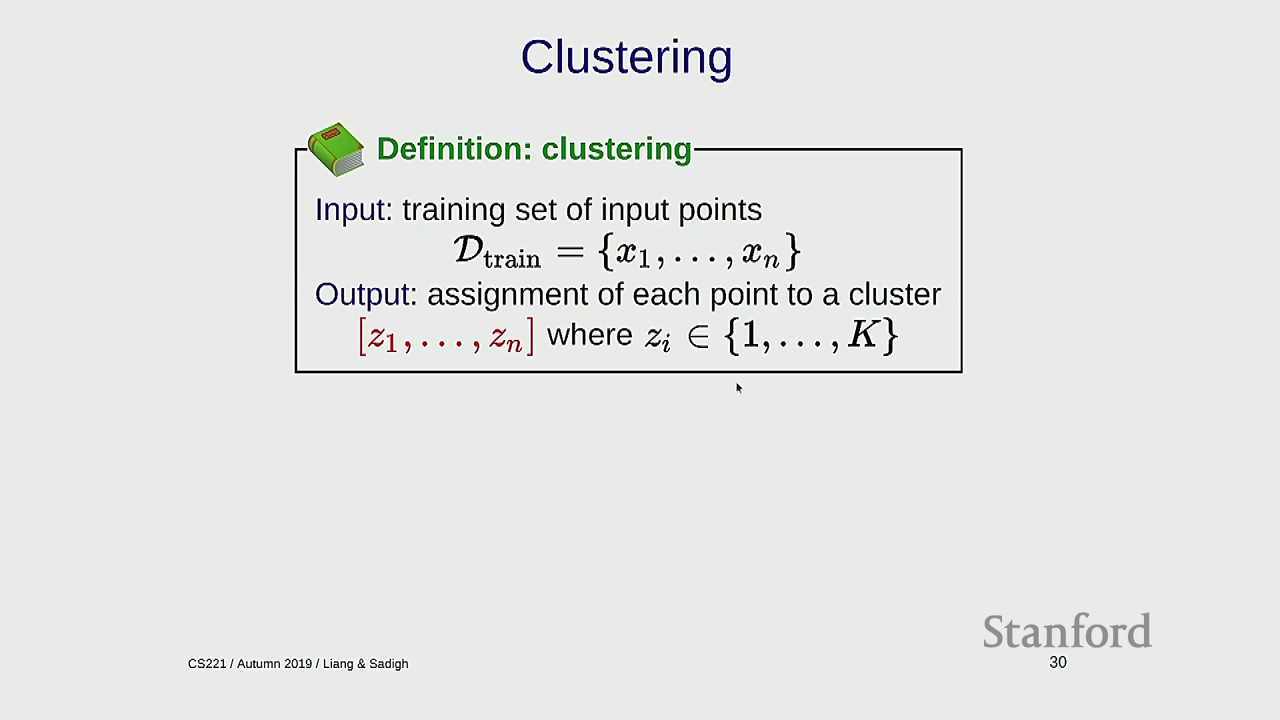 Clustering
Definition: clustering
Input: training set of input points
𝒟train = {x1, . . . , xn}
Output: assignment of each point to a cluster
[z1, . . . , zn] where zi ∈ {1, . . . , K}
Stanford
CS221 / Autumn 2019 / Liang & Sadigh
30